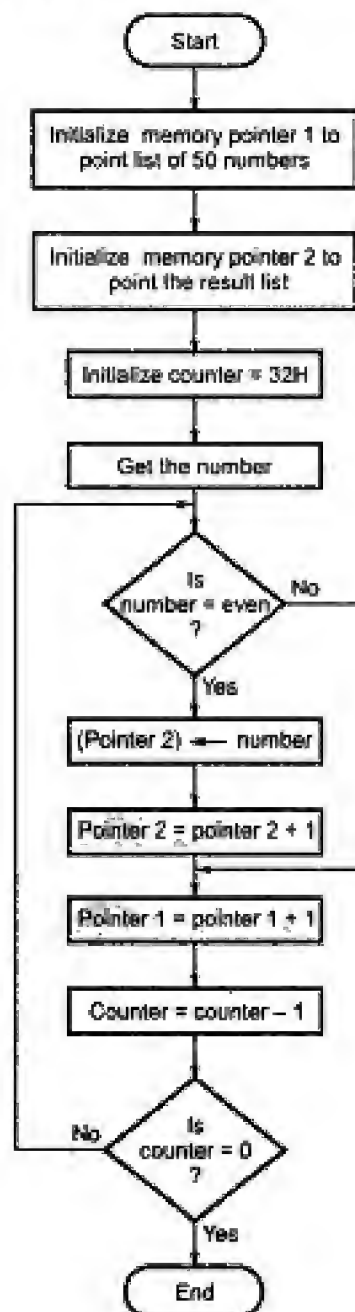 Start
Initialize memory pointer 1 to
point list of 50 numbers
Initialize memory pointer 2 to
point the result list
Initialize counter = 32H
Get the number
Is
number = even
?
No
Yes
(Pointer 2) ← number
Pointer 2 = pointer 2 + 1
Pointer 1 = pointer 1 + 1
Counter = counter – 1
Is
counter = 0
?
No
Yes
End